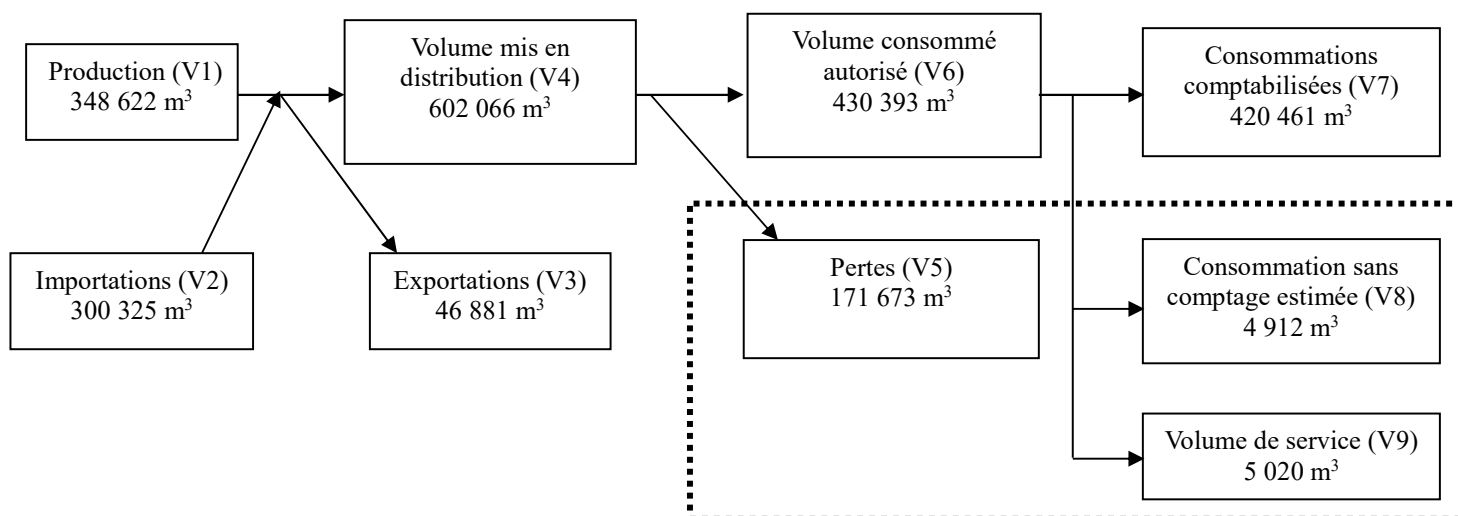 Production (V1)
348 622 m³
Volume mis en
distribution (V4)
602 066 m³
Volume consommé
autorisé (V6)
430 393 m³
Consommations
comptabilisées (V7)
420 461 m³
Importations (V2)
300 325 m³
Exportations (V3)
46 881 m³
Pertes (V5)
171 673 m³
Consommation sans
comptage estimée (V8)
4 912 m³
Volume de service (V9)
5 020 m³